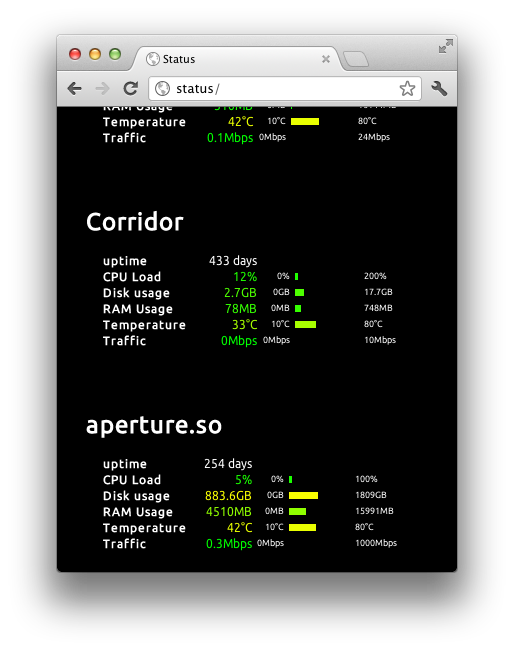 Status
status/
RAM Usage
Temperature 42°C 10°C 80°C
Traffic 0.1Mbps 0Mbps 24Mbps
Corridor
uptime 433 days
CPU Load 12% 0% 200%
Disk usage 2.7GB 0GB 17.7GB
RAM Usage 78MB 0MB 748MB
Temperature 33°C 10°C 80°C
Traffic 0Mbps 0Mbps 10Mbps
aperture.so
uptime 254 days
CPU Load 5% 0% 100%
Disk usage 883.6GB 0GB 1809GB
RAM Usage 4510MB 0MB 15991MB
Temperature 42°C 10°C 80°C
Traffic 0.3Mbps 0Mbps 1000Mbps